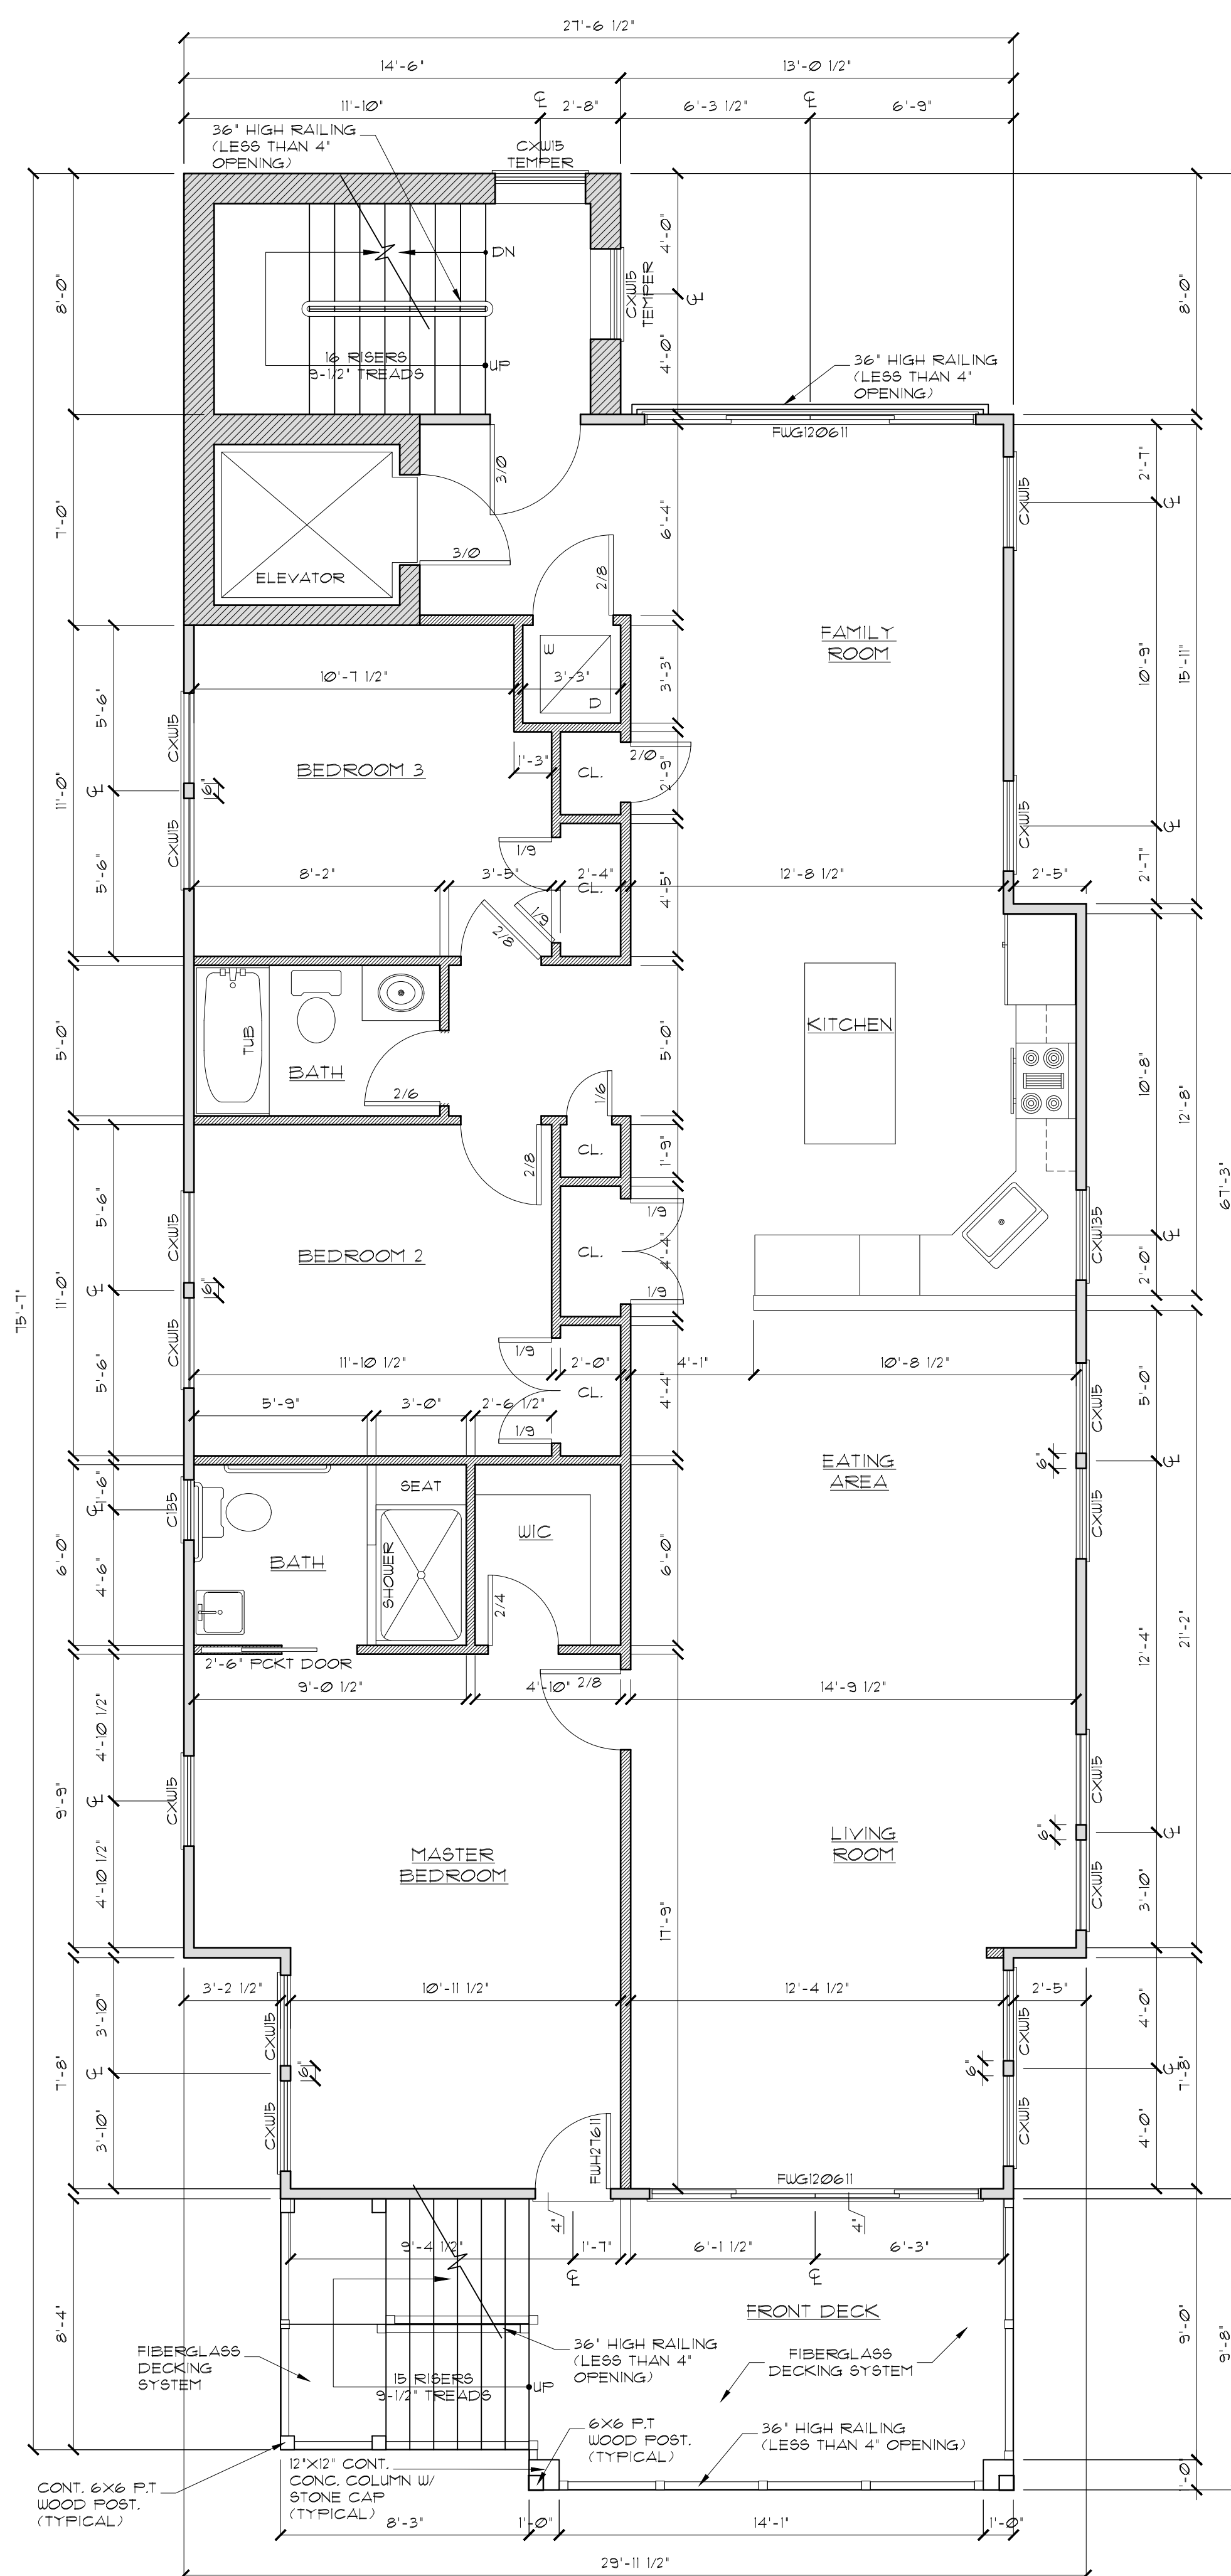 27'-6 1/2"
14'-6"
13'-0 1/2"
11'-10"
℄
2'-8"
6'-3 1/2"
℄
6'-9"
36" HIGH RAILING
(LESS THAN 4"
OPENING)
CXW15
TEMPER
DN
8'-0"
4'-0"
CXW15
TEMPER
℄
8'-0"
16 RISERS
9-1/2" TREADS
UP
4'-0"
36" HIGH RAILING
(LESS THAN 4"
OPENING)
FWG120611
3/0
2'-7"
CXW15
℄
7'-0"
6'-4"
3/0
ELEVATOR
2/8
FAMILY
ROOM
W
D
10'-7 1/2"
3'-3"
3'-3"
10'-9"
15'-11"
5'-6"
CXW15
BEDROOM 3
1'-3"
CL.
2/0
2'-9"
11'-0"
℄
6"
CXW15
5'-6"
1/9
CXW15
℄
2'-7"
8'-2"
3'-5"
2'-4"
CL.
4'-5"
12'-8 1/2"
2'-5"
1/9
2/8
5'-0"
TUB
BATH
2/6
5'-0"
KITCHEN
10'-8"
12'-8"
1/6
2/8
CL.
1'-9"
67'-3"
5'-6"
CXW15
1/9
BEDROOM 2
CL.
4'-4"
CXW135
℄
2'-0"
11'-0"
℄
6"
1/9
75'-7"
CXW15
5'-6"
1/9
11'-10 1/2"
2'-0"
4'-1"
10'-8 1/2"
5'-0"
CXW15
5'-9"
3'-0"
2'-6 1/2"
CL.
4'-4"
1/9
EATING
AREA
6"
℄
1'-6"
℄
C135
SEAT
CXW15
WIC
6'-0"
4'-6"
BATH
SHOWER
6'-0"
2/4
12'-4"
21'-2"
2'-6" PCKT DOOR
2/8
9'-0 1/2"
4'-10"
14'-9 1/2"
4'-10 1/2"
9'-9"
℄
CXW15
CXW15
MASTER
BEDROOM
LIVING
ROOM
6"
℄
4'-10 1/2"
CXW15
3'-10"
17'-9"
3'-2 1/2"
10'-11 1/2"
12'-4 1/2"
2'-5"
3'-10"
CXW15
CXW15
4'-0"
7'-8"
℄
6"
6"
℄
7'-8"
3'-10"
CXW15
CXW15
4'-0"
FWH27611
FWG120611
4"
4"
9'-4 1/2"
1'-7"
6'-1 1/2"
6'-3"
℄
℄
FRONT DECK
8'-4"
9'-0"
9'-8"
FIBERGLASS
DECKING
SYSTEM
36" HIGH RAILING
(LESS THAN 4"
OPENING)
FIBERGLASS
DECKING SYSTEM
15 RISERS
9-1/2" TREADS
UP
6X6 P.T
WOOD POST.
(TYPICAL)
36" HIGH RAILING
(LESS THAN 4" OPENING)
CONT. 6X6 P.T
WOOD POST.
(TYPICAL)
12"X12" CONT.
CONC. COLUMN W/
STONE CAP
(TYPICAL)
1'-0"
8'-3"
1'-0"
14'-1"
1'-0"
29'-11 1/2"